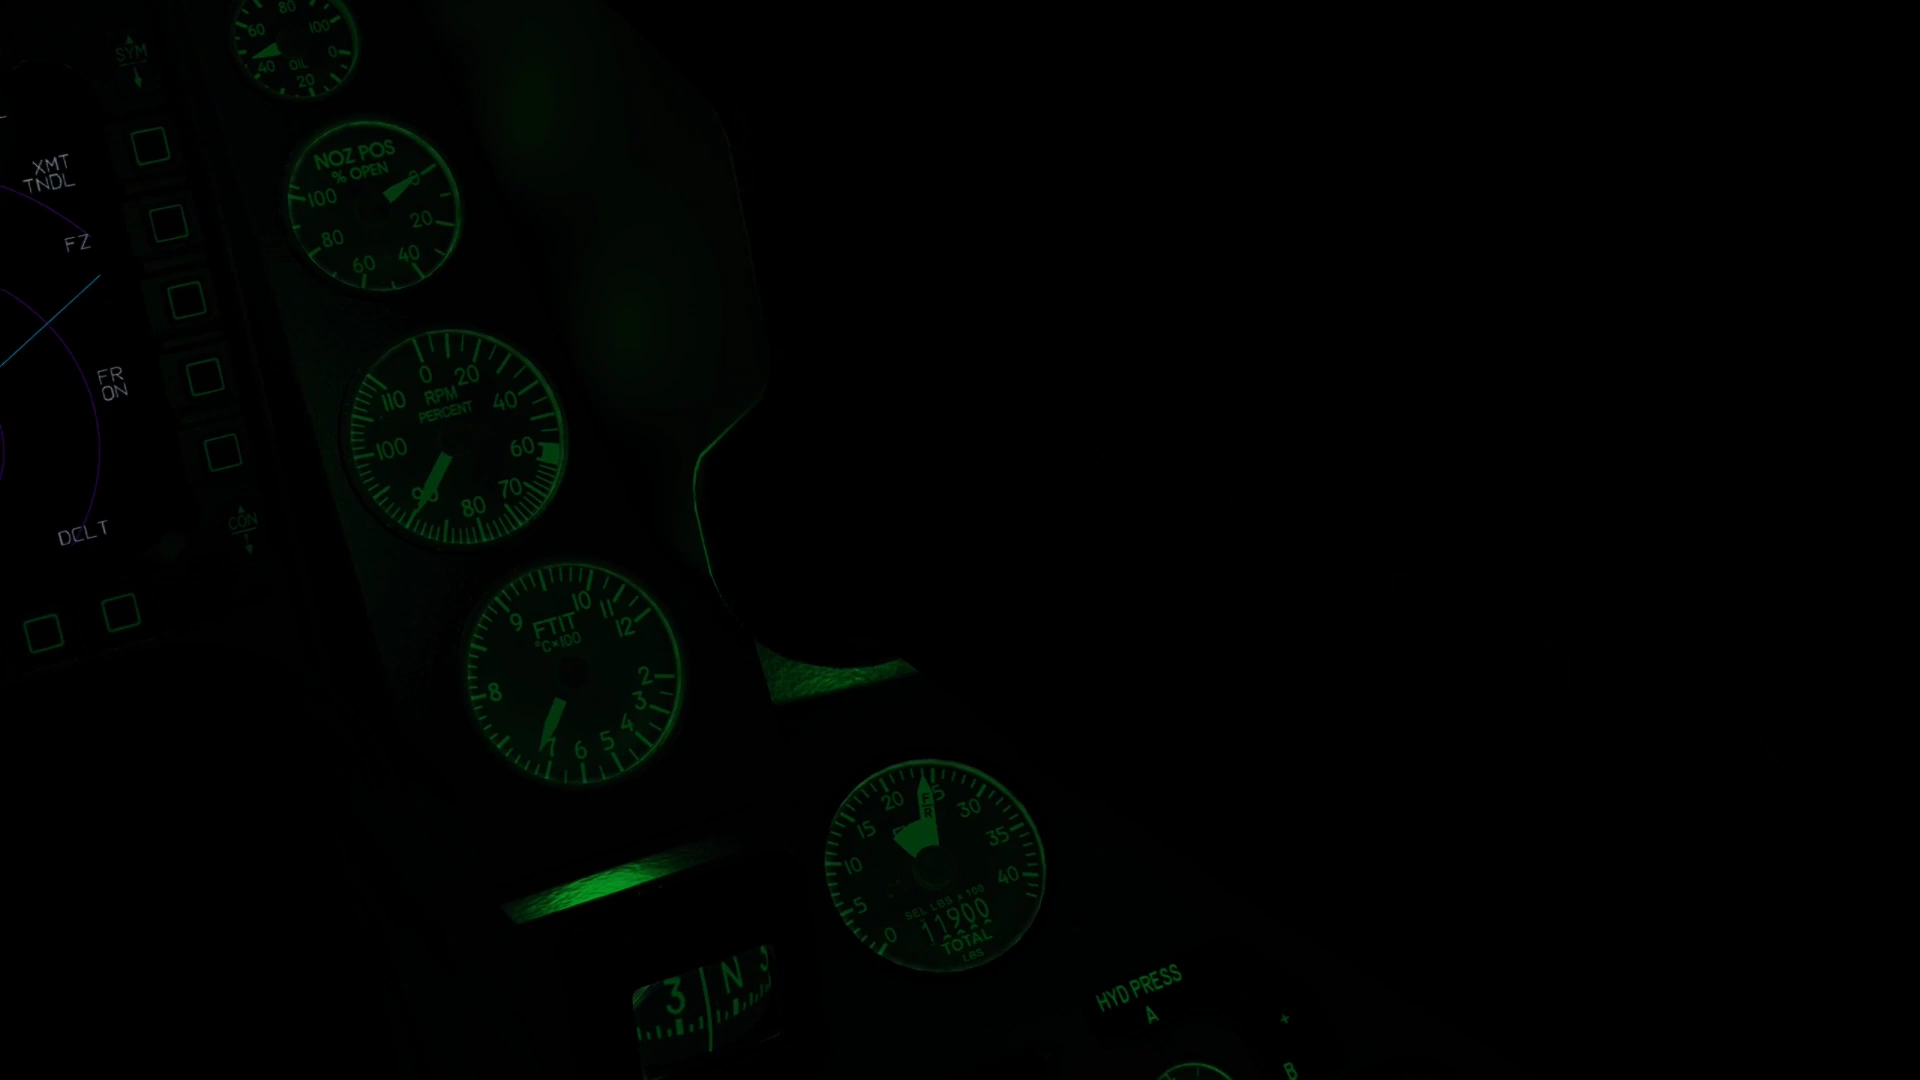 SYM
XMT
TNDL
FZ
FR
ON
DCLT
CON
80
60
100
0
40
OIL
20
NOZ POS
% OPEN
0
100
20
80
60
40
0
20
110
RPM
PERCENT
40
100
60
70
90
80
10
11
9
FTIT
12
°C×100
2
8
3
4
7
6
5
20
F
R
5
30
15
35
10
40
SEL LBS x 100
5
11900
0
TOTAL
LBS
3
N
3
HYD PRESS
A
+
B